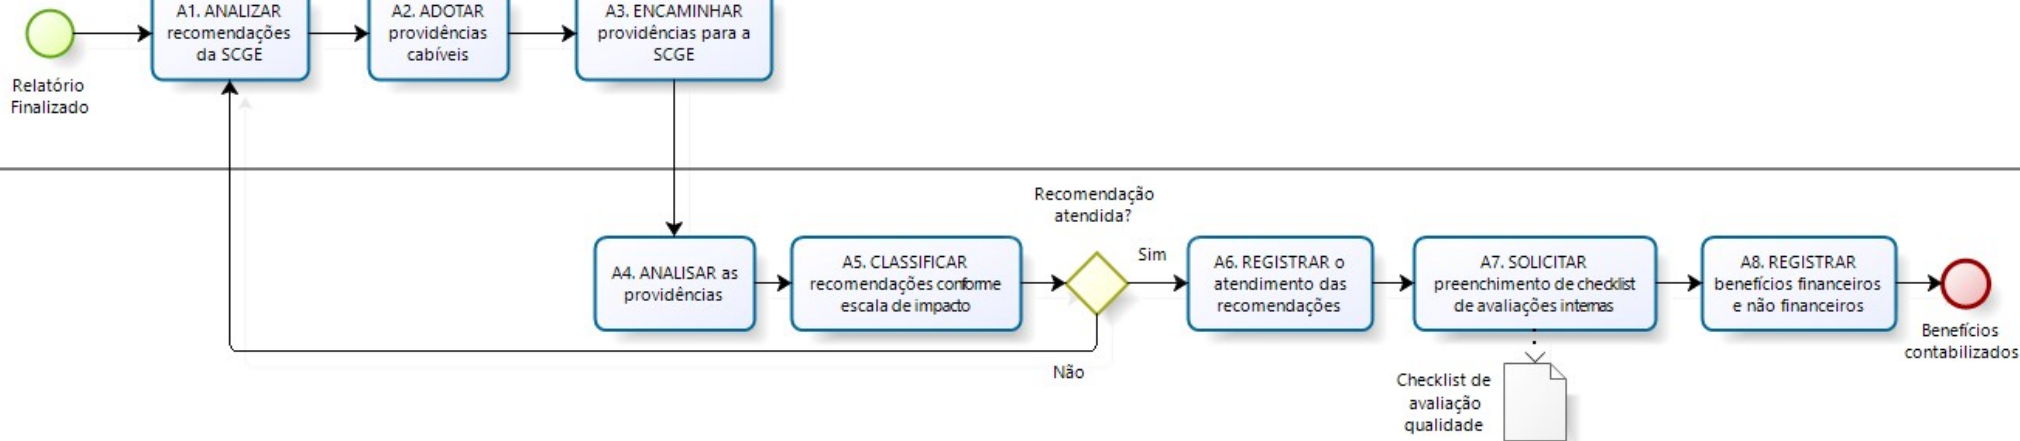 A1. ANALIZAR
recomendações
da SCGE
A2. ADOTAR
providências
cabíveis
A3. ENCAMINHAR
providências para a
SCGE
Relatório
Finalizado
Recomendação
atendida?
Sim
A4. ANALISAR as
providências
A5. CLASSIFICAR
recomendações conforme
escala de impacto
A6. REGISTRAR o
atendimento das
recomendações
A7. SOLICITAR
preenchimento de checklist
de avaliações internas
A8. REGISTRAR
benefícios financeiros
e não financeiros
Benefícios
contabilizados
Não
Checklist de
avaliação
qualidade